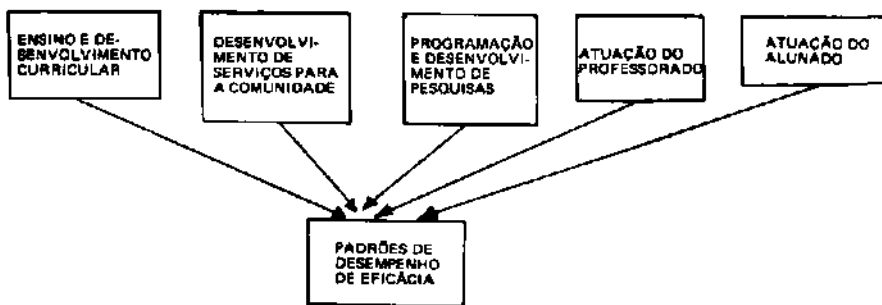 ENSINO E DE-
SENVOLVIMENTO
CURRICULAR
DESENVOLVI-
MENTO DE
SERVIÇOS PARA
A COMUNIDADE
PROGRAMAÇÃO
E DESENVOLVI-
MENTO DE
PESQUISAS
ATUAÇÃO DO
PROFESSORADO
ATUAÇÃO DO
ALUNADO
PADRÕES DE
DESEMPENHO
DE EFICÁCIA